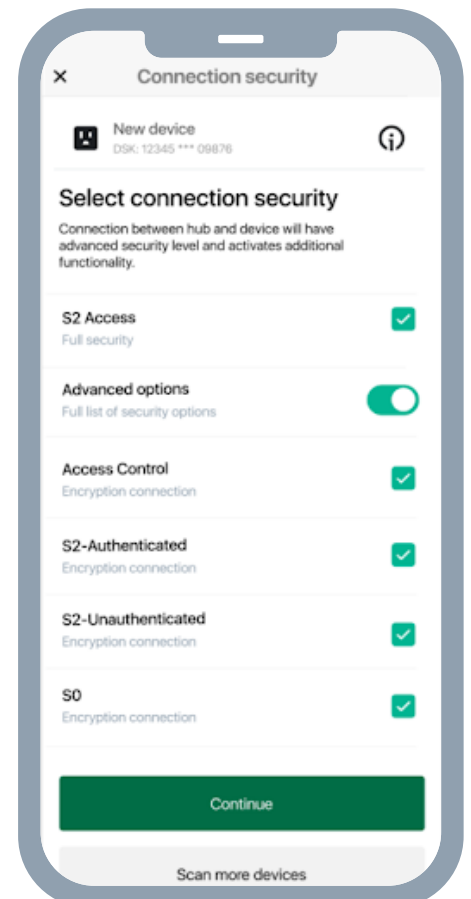 Connection security
New device
DSK: 12345 *** 09876
Select connection security
Connection between hub and device will have
advanced security level and activates additional
functionality.
S2 Access
Full security
Advanced options
Full list of security options
Access Control
Encryption connection
S2-Authenticated
Encryption connection
S2-Unauthenticated
Encryption connection
S0
Encryption connection
Continue
Scan more devices